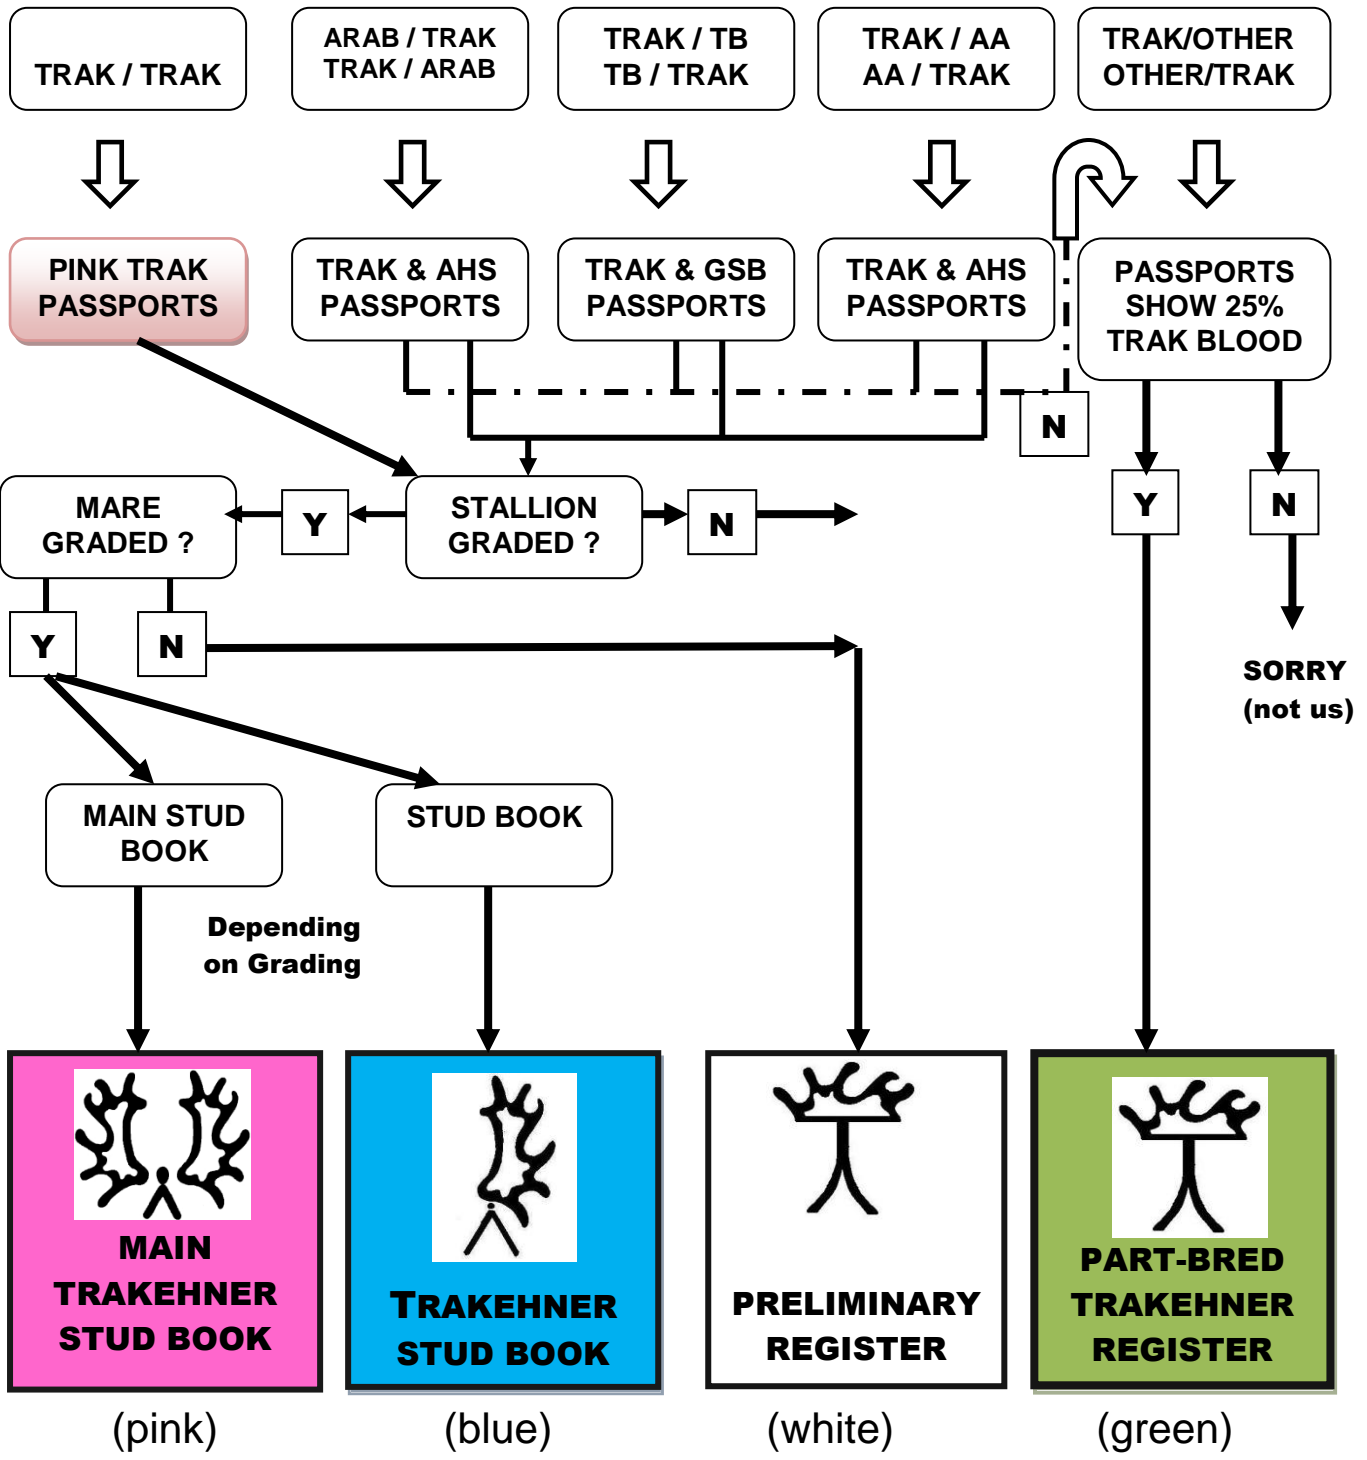 TRAK / TRAK
ARAB / TRAK
TRAK / ARAB
TRAK / TB
TB / TRAK
TRAK / AA
AA / TRAK
TRAK/OTHER
OTHER/TRAK
PINK TRAK
PASSPORTS
TRAK & AHS
PASSPORTS
TRAK & GSB
PASSPORTS
TRAK & AHS
PASSPORTS
PASSPORTS
SHOW 25%
TRAK BLOOD
N
MARE
GRADED ?
Y
STALLION
GRADED ?
N
Y
N
Y
N
SORRY
(not us)
MAIN STUD
BOOK
STUD BOOK
Depending
on Grading
MAIN
TRAKEHNER
STUD BOOK
TRAKEHNER
STUD BOOK
PRELIMINARY
REGISTER
PART-BRED
TRAKEHNER
REGISTER
(pink)
(blue)
(white)
(green)